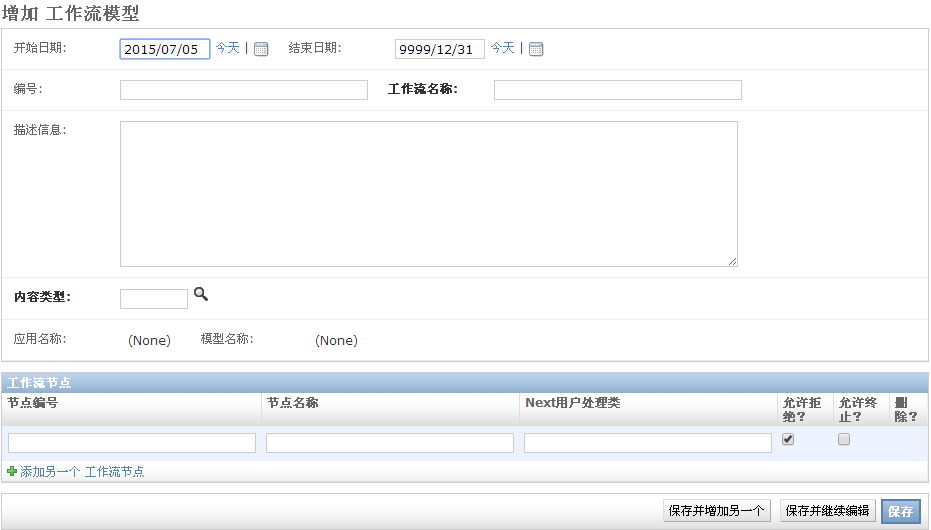 增加 工作流模型
开始日期: 2015/07/05 今天 | 结束日期: 9999/12/31 今天 |
编号: 工作流名称:
描述信息:
内容类型:
应用名称: (None) 模型名称: (None)
工作流节点
节点编号 节点名称 Next用户处理类 允许拒绝? 允许终止? 删除?
添加另一个 工作流节点
保存并增加另一个 保存并继续编辑 保存